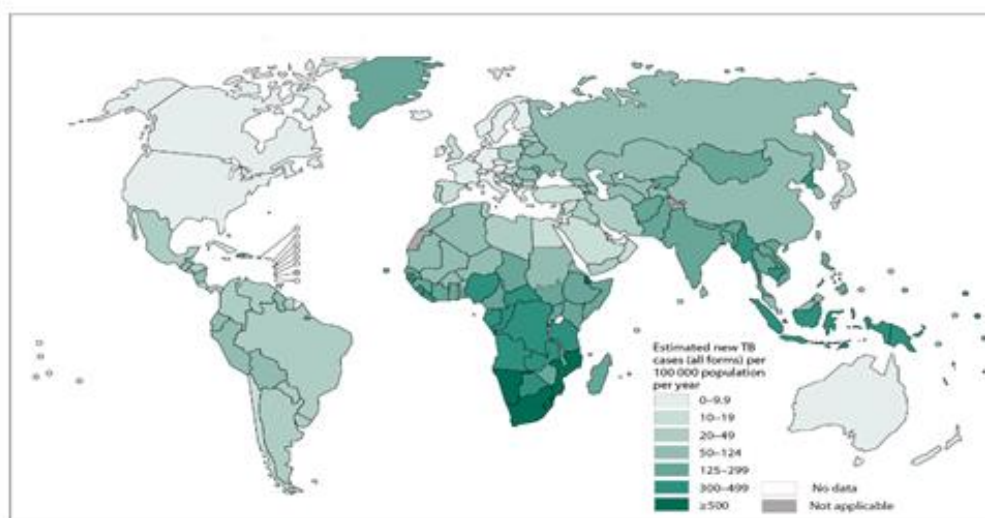 Estimated new TB
cases (all forms) per
100 000 population
per year
0–9.9
10–19
20–49
50–124
125–299
300–499
≥500
No data
Not applicable